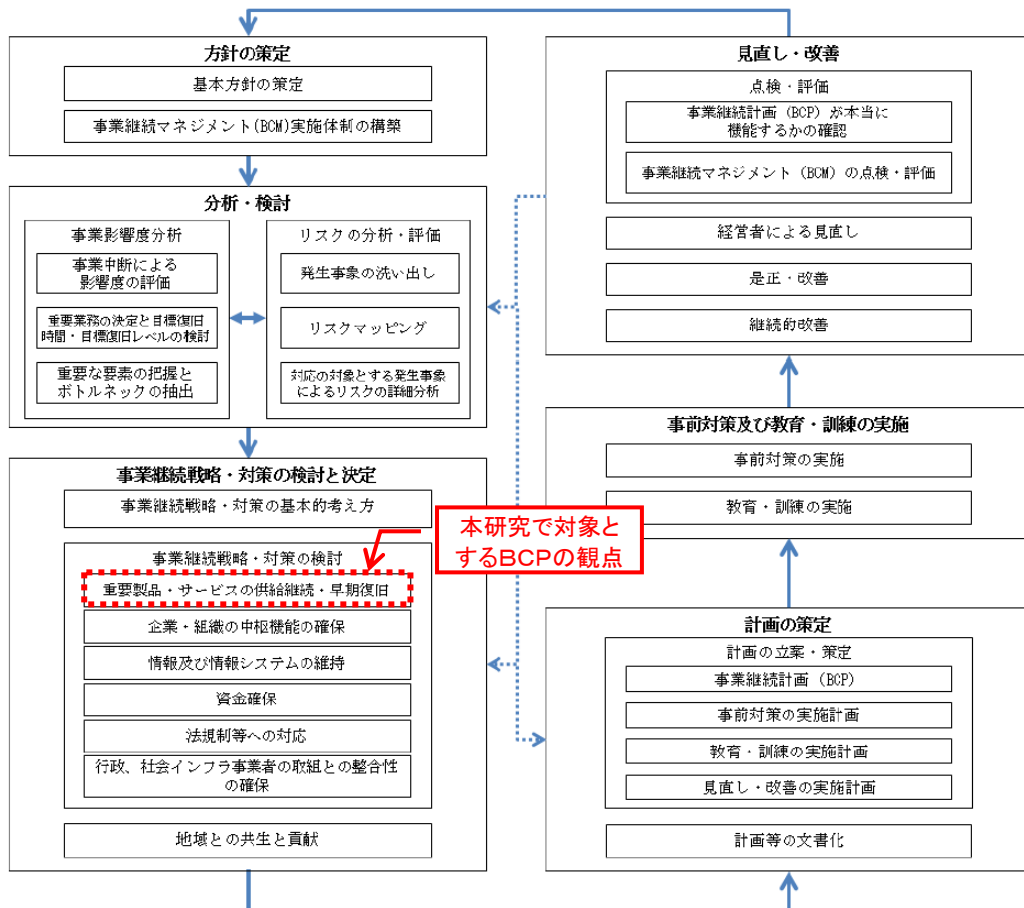 方針の策定
基本方針の策定
事業継続マネジメント(BCM)実施体制の構築
分析・検討
事業影響度分析
事業中断による
影響度の評価
重要業務の決定と目標復旧
時間・目標復旧レベルの検討
重要な要素の把握と
ボトルネックの抽出
リスクの分析・評価
発生事象の洗い出し
リスクマッピング
対応の対象とする発生事象
によるリスクの詳細分析
事業継続戦略・対策の検討と決定
事業継続戦略・対策の基本的考え方
事業継続戦略・対策の検討
重要製品・サービスの供給継続・早期復旧
企業・組織の中枢機能の確保
情報及び情報システムの維持
資金確保
法規制等への対応
行政、社会インフラ事業者の取組との整合性
の確保
地域との共生と貢献
本研究で対象と
するBCPの観点
見直し・改善
点検・評価
事業継続計画（BCP）が本当に
機能するかの確認
事業継続マネジメント（BCM）の点検・評価
経営者による見直し
是正・改善
継続的改善
事前対策及び教育・訓練の実施
事前対策の実施
教育・訓練の実施
計画の策定
計画の立案・策定
事業継続計画（BCP）
事前対策の実施計画
教育・訓練の実施計画
見直し・改善の実施計画
計画等の文書化